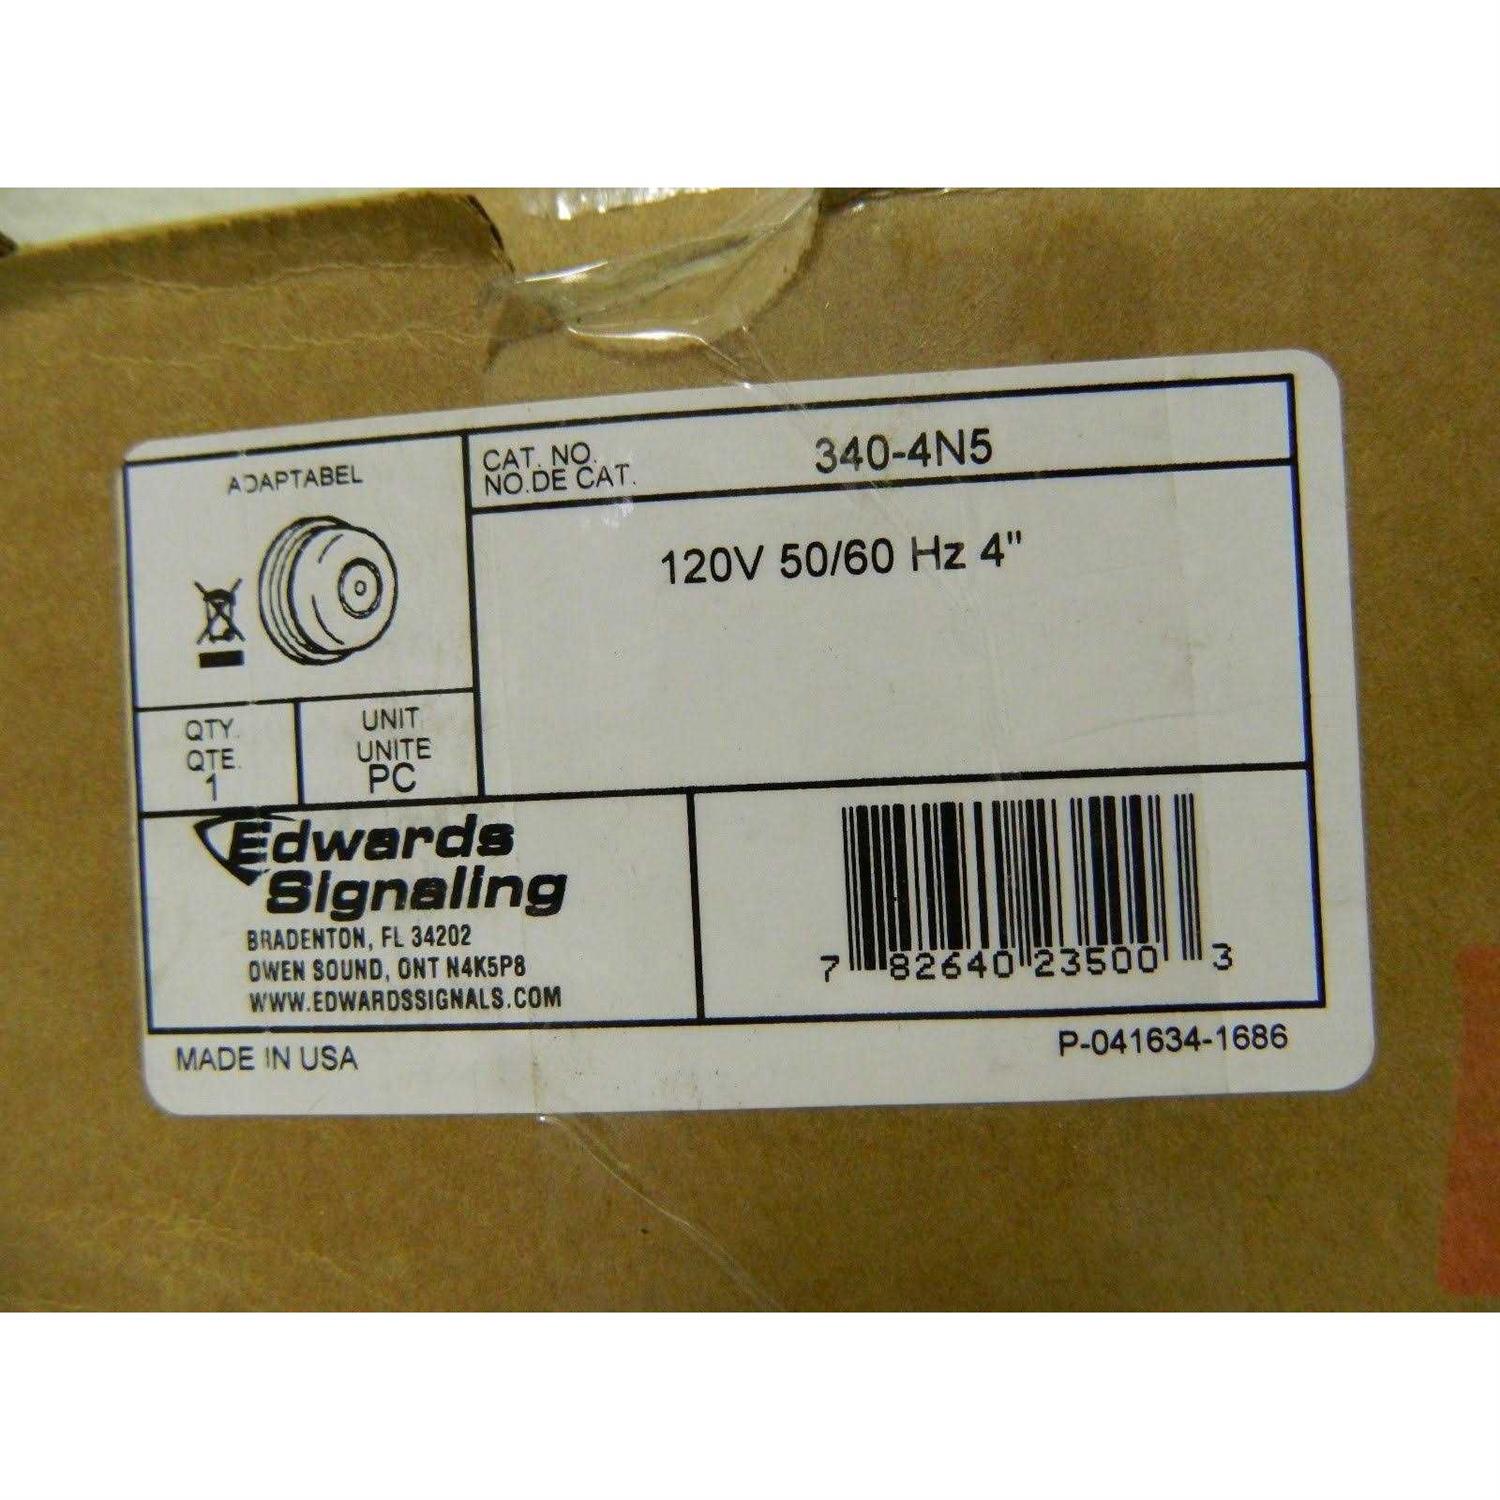 ADAPTABEL
CAT. NO.
NO.DE CAT.
340-4N5
120V 50/60 Hz 4"
QTY.
QTE.
1
UNIT
UNITE
PC
Edwards
Signaling
BRADENTON, FL 34202
OWEN SOUND, ONT N4K5P8
WWW.EDWARDSSIGNALS.COM
7 82640 23500 3
MADE IN USA
P-041634-1686